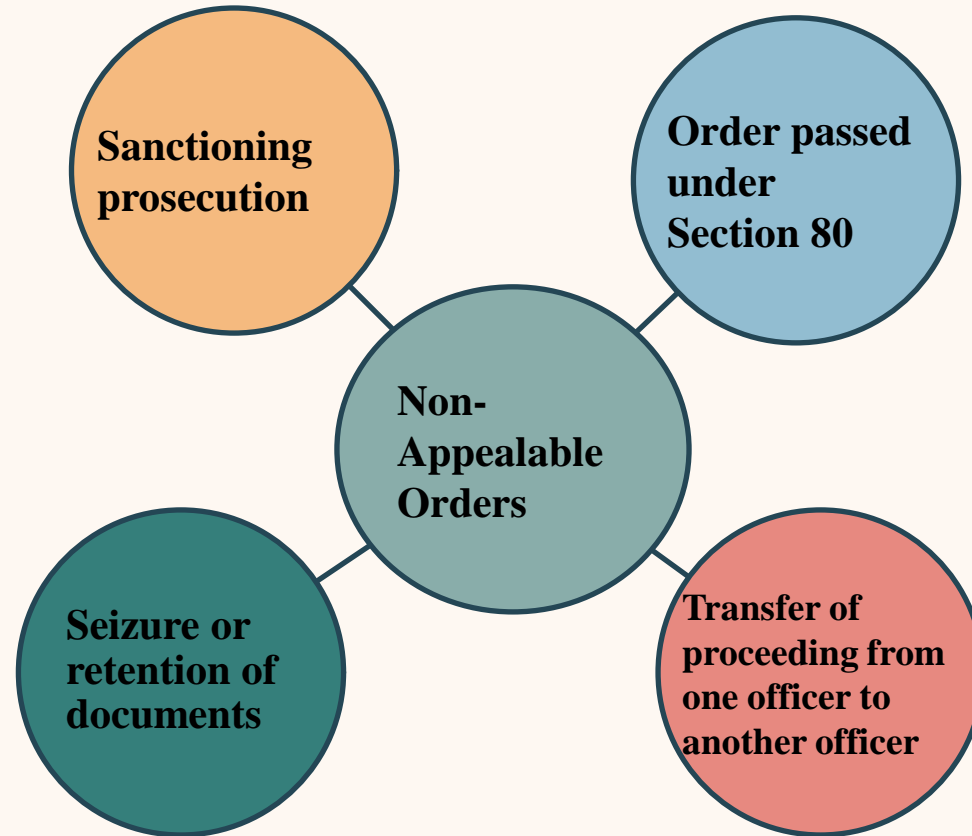 Sanctioning
prosecution
Order passed
under
Section 80
Non-
Appealable
Orders
Seizure or
retention of
documents
Transfer of
proceeding from
one officer to
another officer